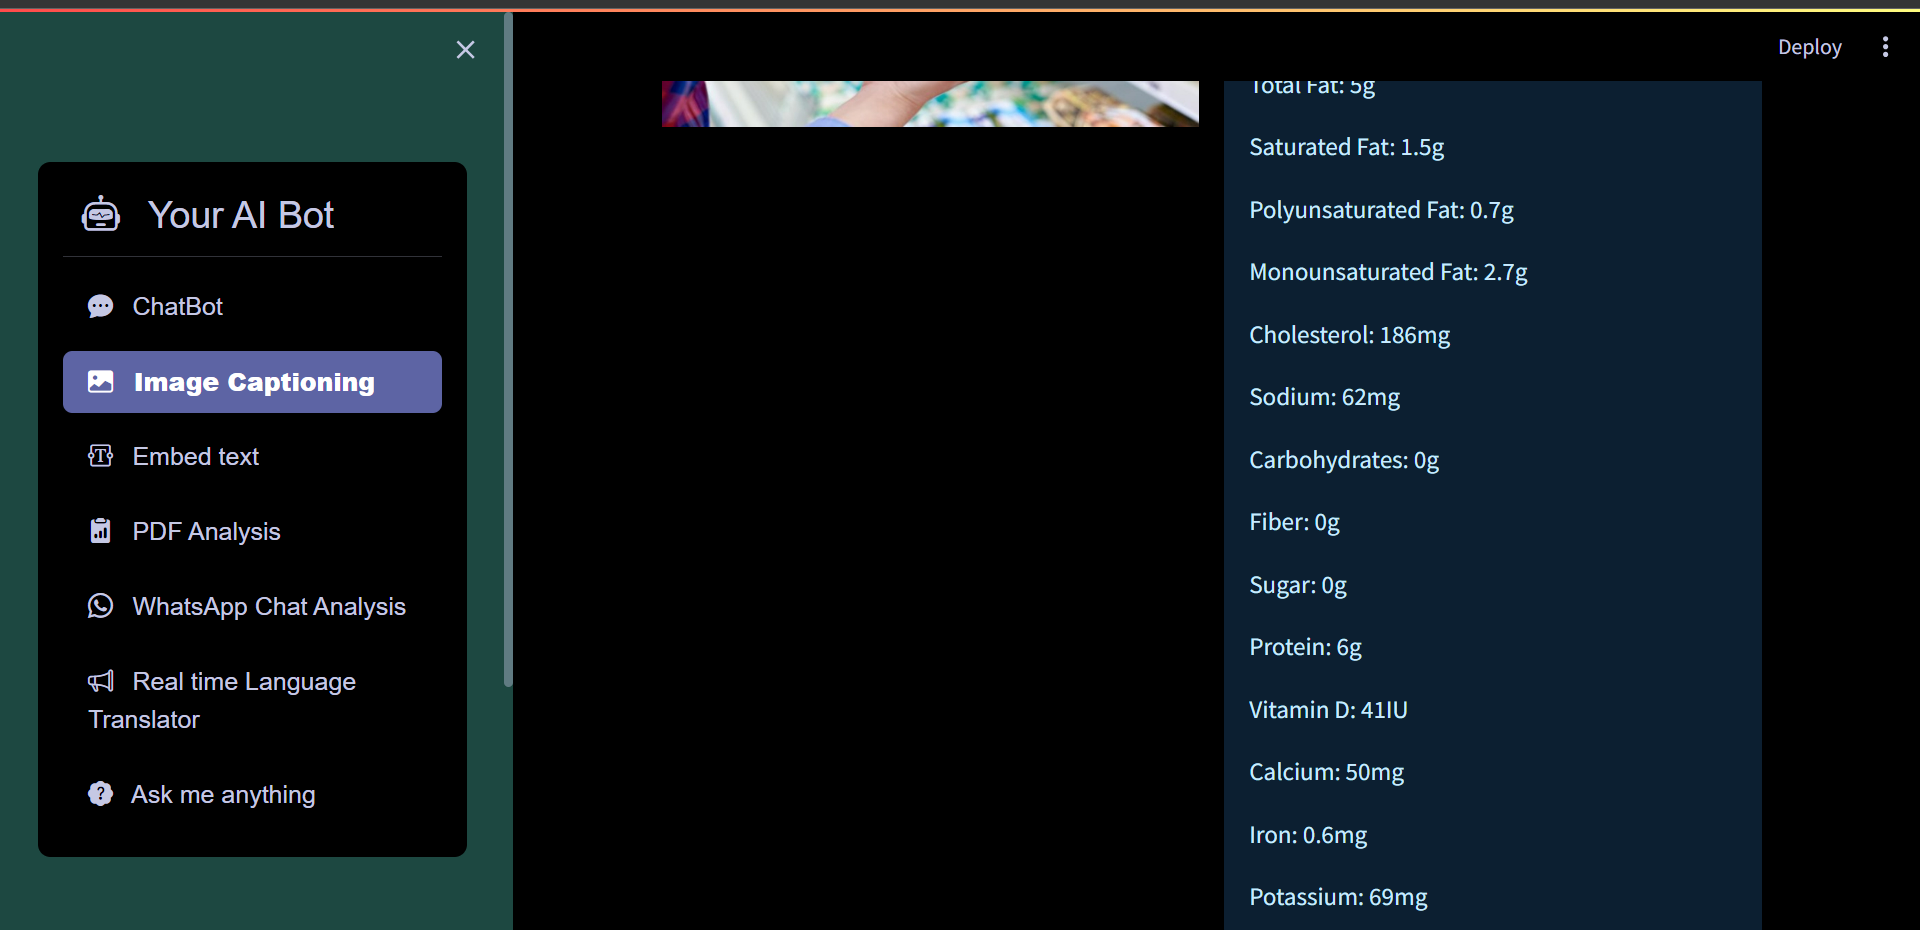 Deploy
Your AI Bot
ChatBot
Image Captioning
Embed text
PDF Analysis
WhatsApp Chat Analysis
Real time Language
Translator
Ask me anything
Total Fat: 5g
Saturated Fat: 1.5g
Polyunsaturated Fat: 0.7g
Monounsaturated Fat: 2.7g
Cholesterol: 186mg
Sodium: 62mg
Carbohydrates: 0g
Fiber: 0g
Sugar: 0g
Protein: 6g
Vitamin D: 41IU
Calcium: 50mg
Iron: 0.6mg
Potassium: 69mg